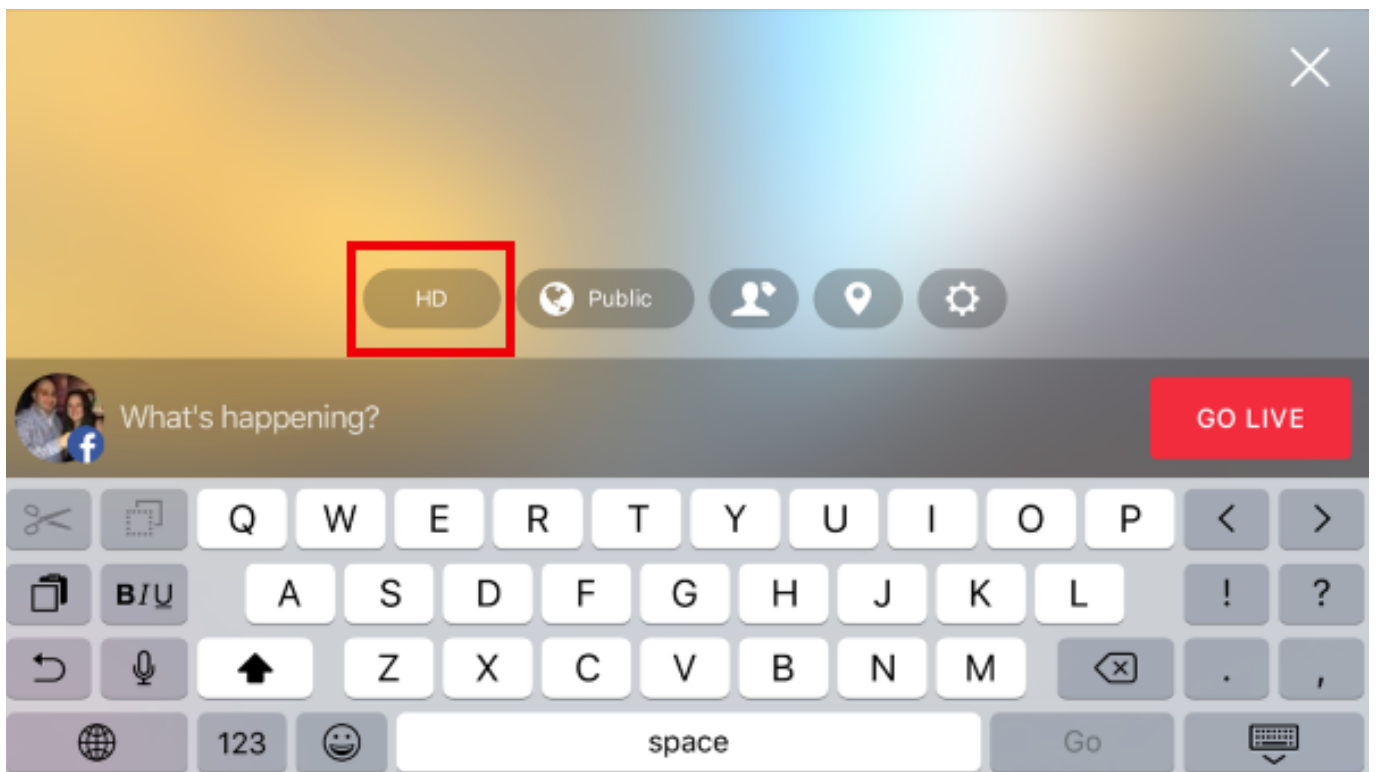 HD Public
What's happening? GO LIVE
Q W E R T Y U I O P < >
BIU A S D F G H J K L ! ?
Z X C V B N M . ,
123 space Go